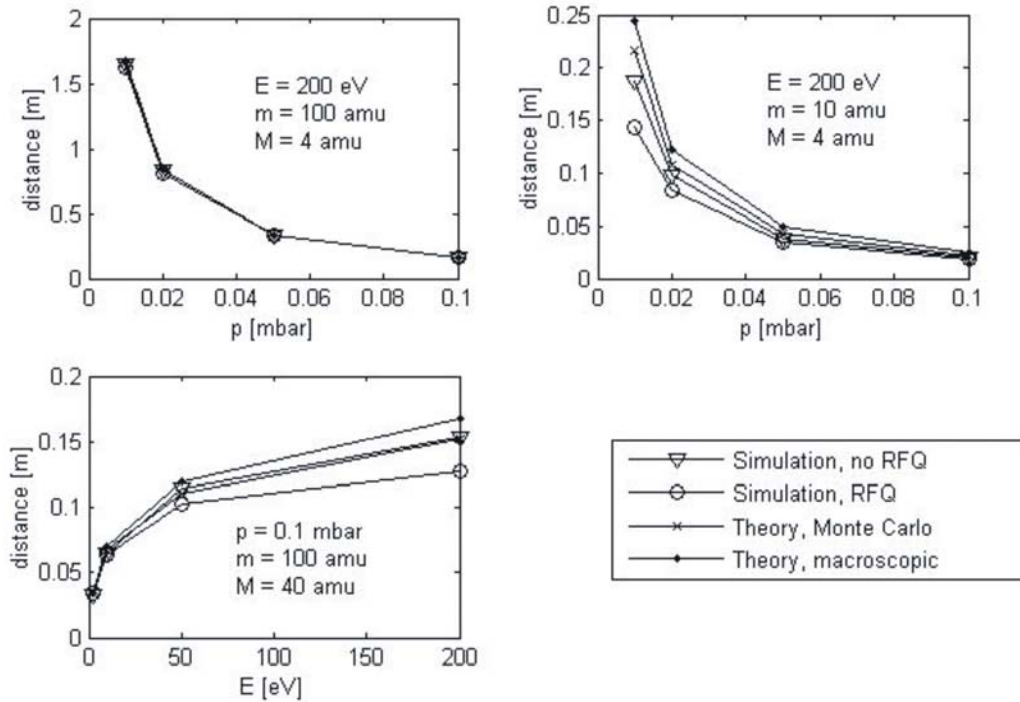 2
1.5
1
0.5
0
distance [m]
E = 200 eV
m = 100 amu
M = 4 amu
0 0.02 0.04 0.06 0.08 0.1
p [mbar]
0.25
0.2
0.15
0.1
0.05
0
distance [m]
E = 200 eV
m = 10 amu
M = 4 amu
0 0.02 0.04 0.06 0.08 0.1
p [mbar]
0.2
0.15
0.1
0.05
0
distance [m]
p = 0.1 mbar
m = 100 amu
M = 40 amu
0 50 100 150 200
E [eV]
Simulation, no RFQ
Simulation, RFQ
Theory, Monte Carlo
Theory, macroscopic